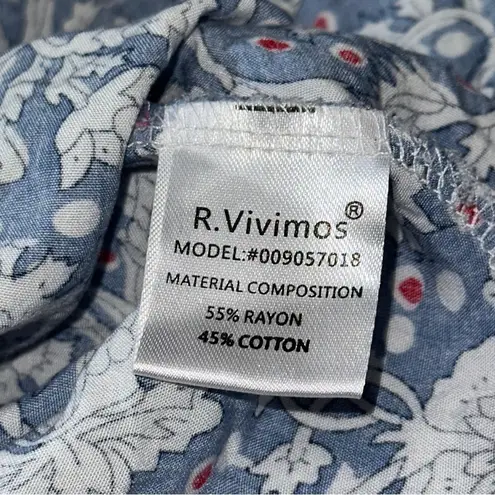 R.Vivimos®
MODEL:#009057018
MATERIAL COMPOSITION
55% RAYON
45% COTTON